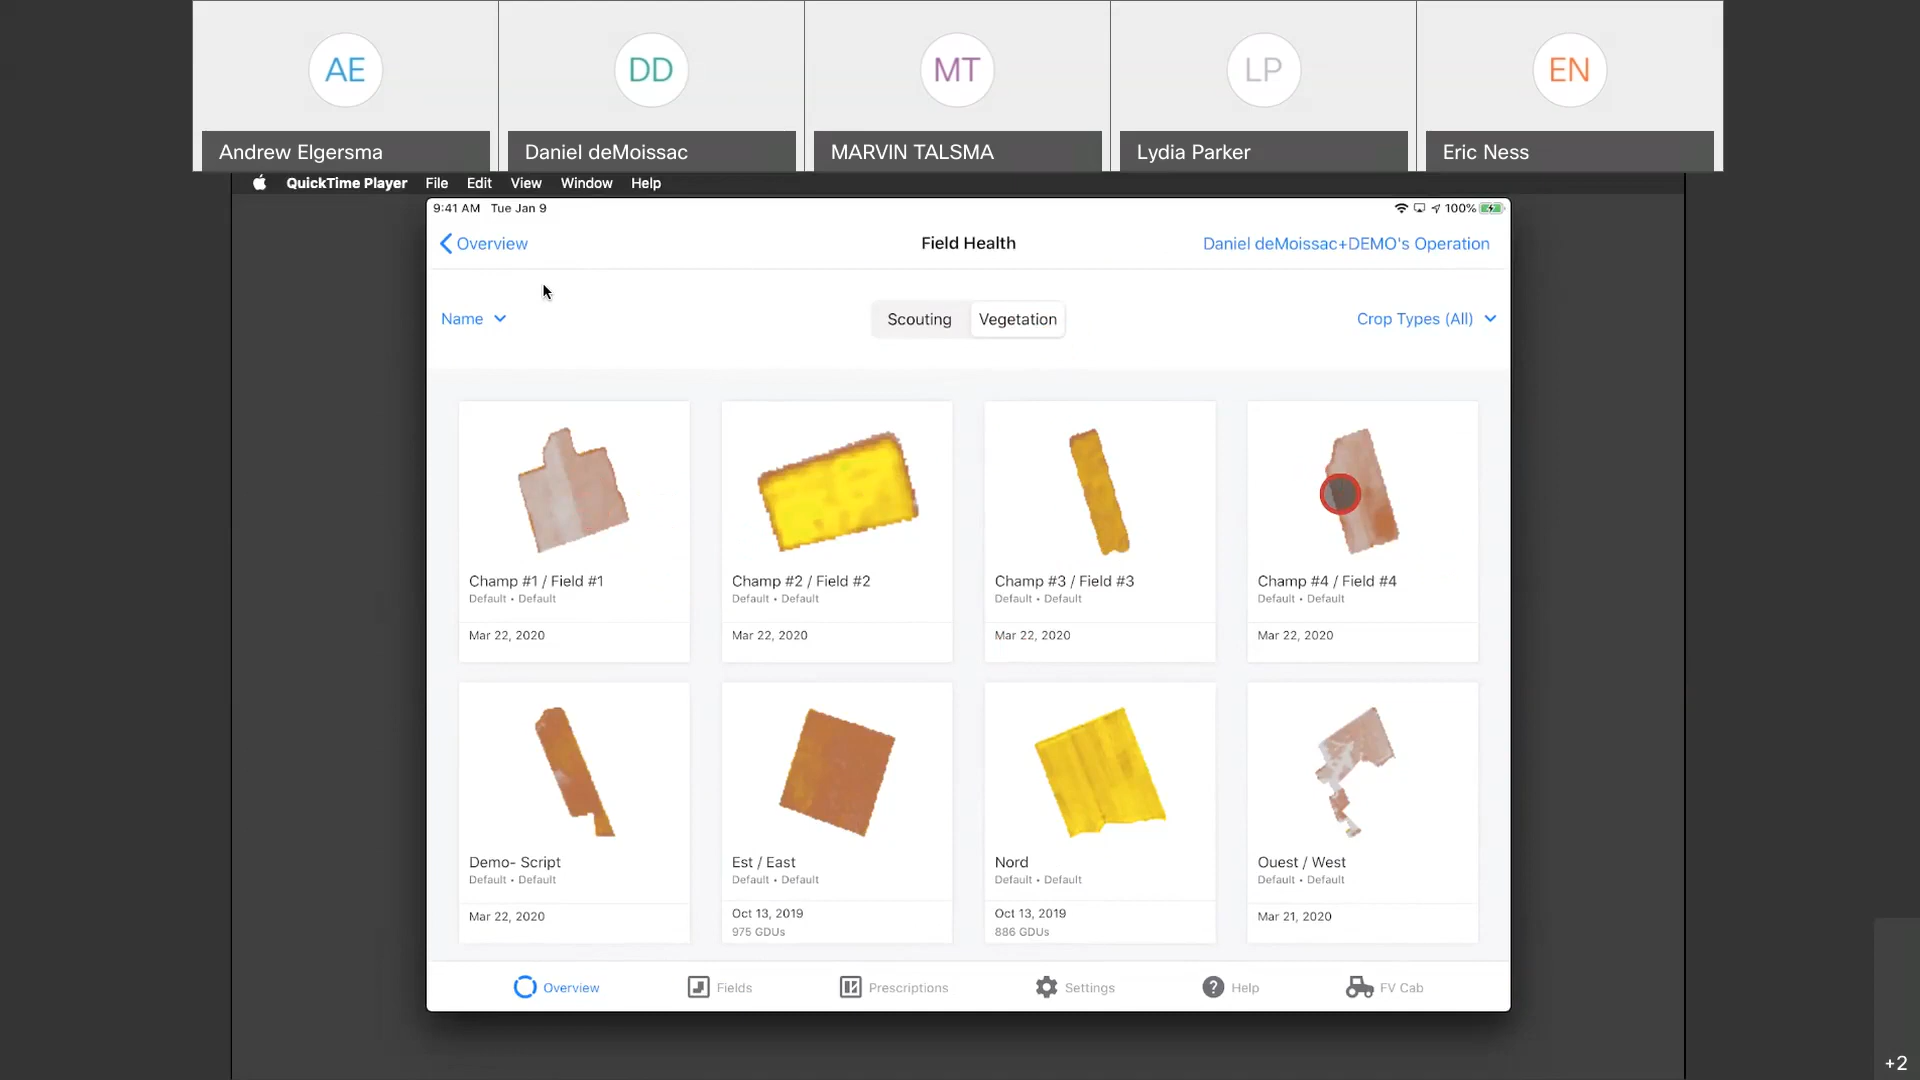 AE
DD
MT
LP
EN
Andrew Elgersma
Daniel deMoissac
MARVIN TALSMA
Lydia Parker
Eric Ness
QuickTime Player File Edit View Window Help
9:41 AM Tue Jan 9
100%
Overview
Field Health
Daniel deMoissac+DEMO's Operation
Name
Scouting
Vegetation
Crop Types (All)
Champ #1 / Field #1
Default • Default
Mar 22, 2020
Champ #2 / Field #2
Default • Default
Mar 22, 2020
Champ #3 / Field #3
Default • Default
Mar 22, 2020
Champ #4 / Field #4
Default • Default
Mar 22, 2020
Demo- Script
Default • Default
Mar 22, 2020
Est / East
Default • Default
Oct 13, 2019
975 GDUs
Nord
Default • Default
Oct 13, 2019
886 GDUs
Ouest / West
Default • Default
Mar 21, 2020
Overview
Fields
Prescriptions
Settings
Help
FV Cab
+2